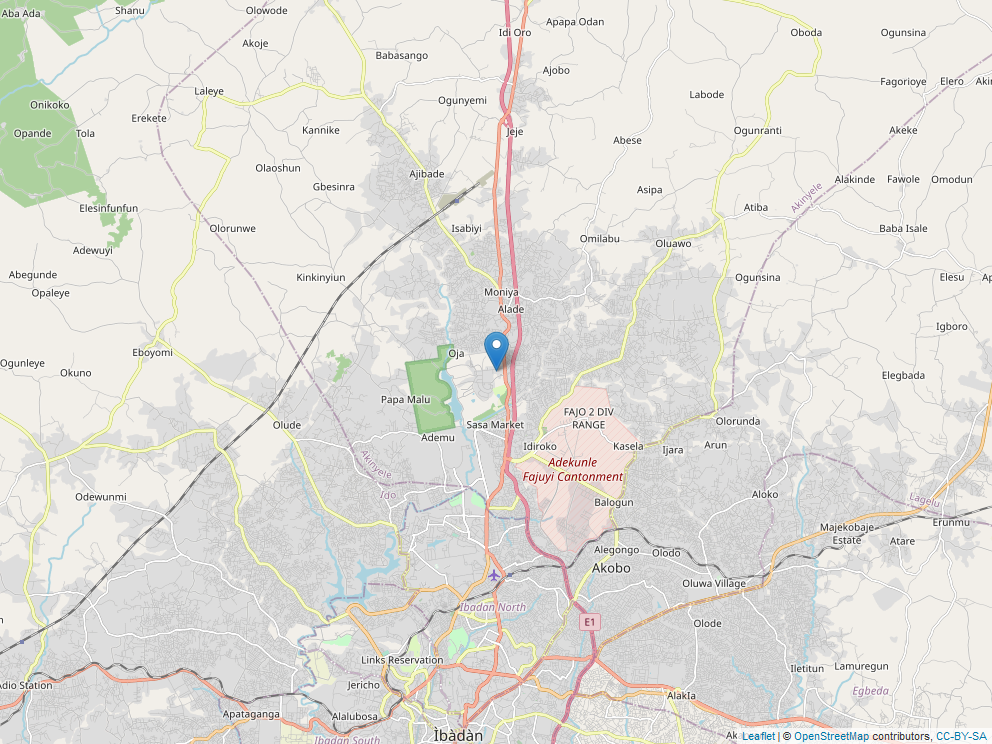 Aba Ada
Shanu
Olowode
Apapa Odan
Idi Oro
Oboda
Ogunsina
Akoje
Babasango
Ajobo
Fagorioye
Elero
Laleye
Labode
Ogunyemi
Onikoko
Erekete
Opande
Tola
Kannike
Jeje
Abese
Ogunranti
Akeke
Olaoshun
Ajibade
Gbesinra
Asipa
Akinyele
Alakinde
Fawole
Omodun
Elesinfunfun
Atiba
Olorunwe
Isabiyi
Omilabu
Oluawo
Baba Isale
Adewuyi
Abegunde
Kinkinyiun
Ogunsina
Elesu
Opaleye
Moniya
Alade
Igboro
Eboyomi
Oja
Ogunleye
Okuno
Elegbada
Papa Malu
FAJO 2 DIV
RANGE
Olude
Sasa Market
Olorunda
Ademu
Idiroko
Kasela
Ijara
Arun
Akinyele
Ido
Adekunle
Fajuyi Cantonment
Odewunmi
Balogun
Aloko
Lagelu
Majekobaje
Estate
Erunmu
Atare
Alegongo
Olodo
Akobo
Oluwa Village
Ibadan North
E1
Olode
Links Reservation
Iletitun
Lamuregun
Adio Station
Jericho
AlakIa
Egbeda
Apataganga
Alalubosa
Ibadan South
Ìbàdàn
Leaflet | © OpenStreetMap contributors, CC-BY-SA